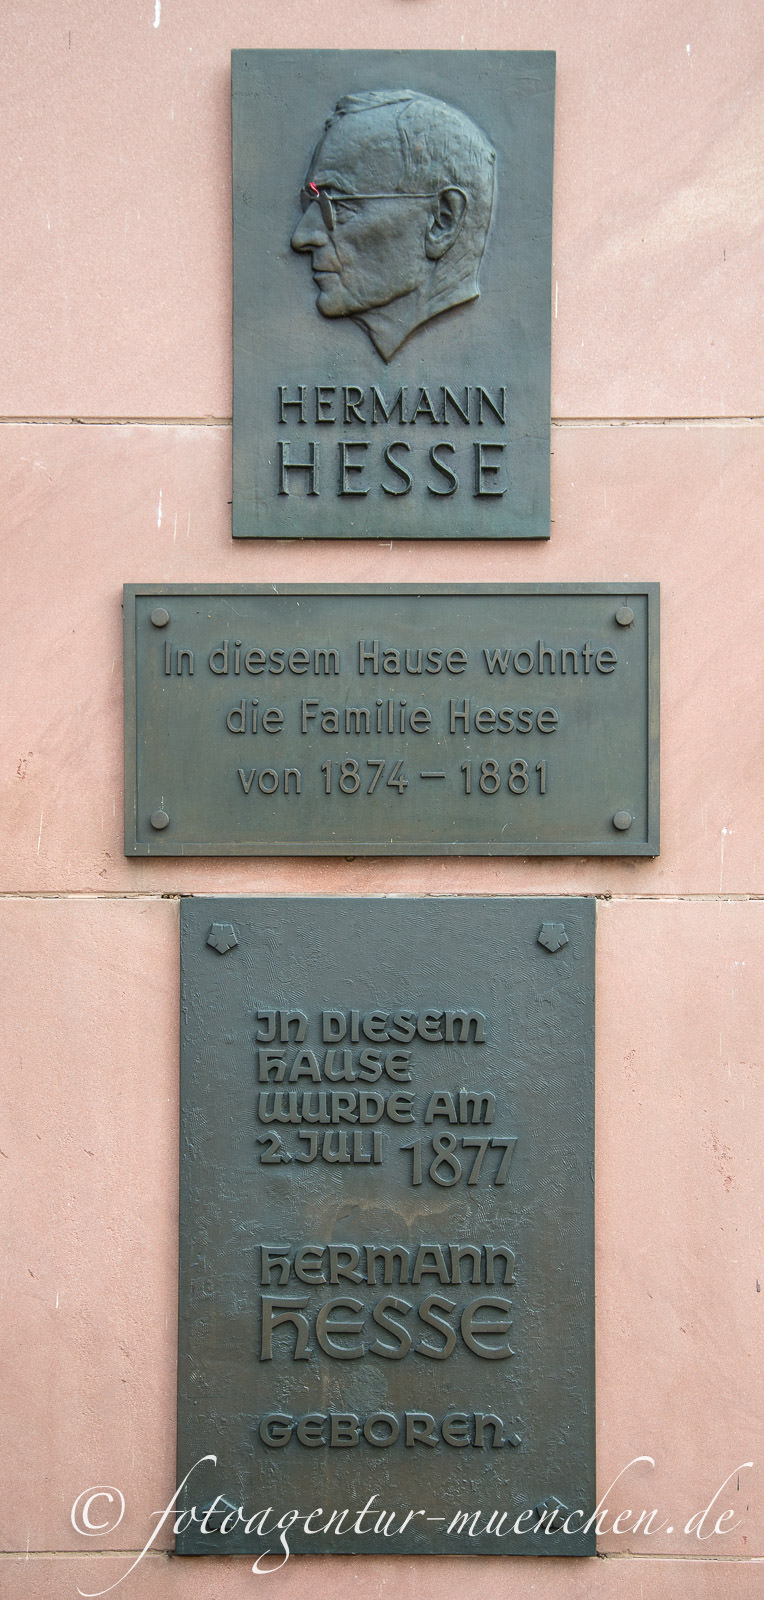 HERMANN
HESSE
In diesem Hause wohnte
die Familie Hesse
von 1874 – 1881
IN DIESEM
HAUSE
WURDE AM
2. JULI 1877
HERMANN
HESSE
GEBOREN.
© fotoagentur-muenchen.de